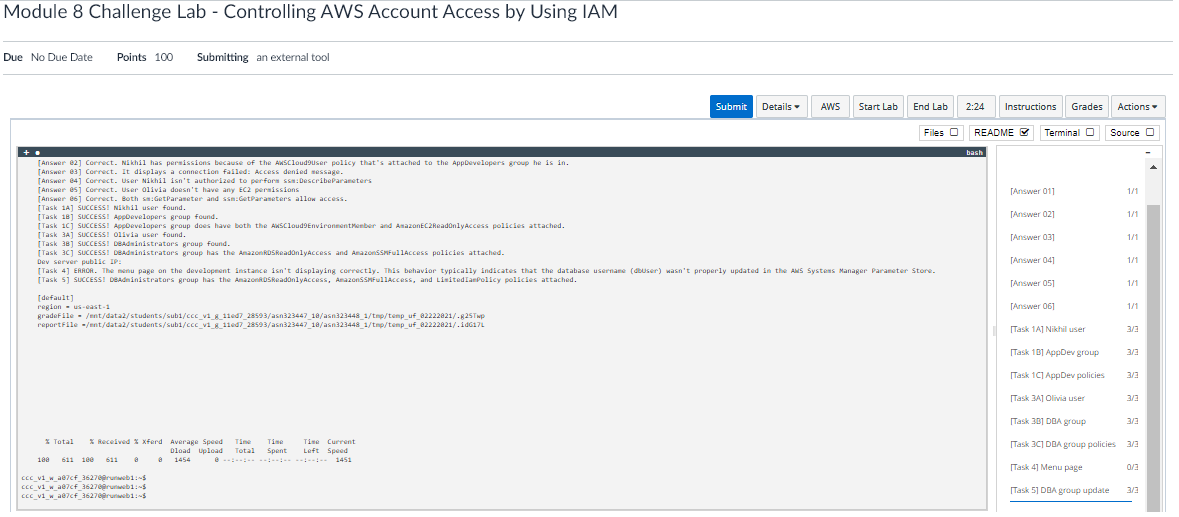 Module 8 Challenge Lab - Controlling AWS Account Access by Using IAM
Due No Due Date Points 100 Submitting an external tool
Submit Details AWS Start Lab End Lab 2:24 Instructions Grades Actions
Files README Terminal Source
bash
[Answer 02] Correct. Nikhil has permissions because of the AWSCloud9User policy that's attached to the AppDevelopers group he is in.
[Answer 03] Correct. It displays a connection failed: Access denied message.
[Answer 04] Correct. User Nikhil isn't authorized to perform ssm:DescribeParameters
[Answer 05] Correct. User Olivia doesn't have any EC2 permissions
[Answer 06] Correct. Both sm:GetParameter and ssm:GetParameters allow access.
[Task 1A] SUCCESS! Nikhil user found.
[Task 1B] SUCCESS! AppDevelopers group found.
[Task 1C] SUCCESS! AppDevelopers group does have both the AWSCloud9EnvironmentMember and AmazonEC2ReadOnlyAccess policies attached.
[Task 3A] SUCCESS! Olivia user found.
[Task 3B] SUCCESS! DBAdministrators group found.
[Task 3C] SUCCESS! DBAdministrators group has the AmazonRDSReadOnlyAccess and AmazonSSMFullAccess policies attached.
Dev server public IP:
[Task 4] ERROR. The menu page on the development instance isn't displaying correctly. This behavior typically indicates that the database username (dbUser) wasn't properly updated in the AWS Systems Manager Parameter Store.
[Task 5] SUCCESS! DBAdministrators group has the AmazonRDSReadOnlyAccess, AmazonSSMFullAccess, and LimitedIamPolicy policies attached.
[default]
region = us-east-1
gradeFile = /mnt/data2/students/sub1/ccc_v1_g_11ed7_28593/asn323447_10/asn323448_1/tmp/temp_uf_02222021/.g25Twp
reportFile =/mnt/data2/students/sub1/ccc_v1_g_11ed7_28593/asn323447_10/asn323448_1/tmp/temp_uf_02222021/.idG17L
% Total % Received % Xferd Average Speed Time Time Time Current
Dload Upload Total Spent Left Speed
100 611 100 611 0 0 1454 0 --:--:-- --:--:-- --:--:-- 1451
ccc_v1_w_a07cf_36270@runweb1:~$
ccc_v1_w_a07cf_36270@runweb1:~$
ccc_v1_w_a07cf_36270@runweb1:~$
[Answer 01] 1/1
[Answer 02] 1/1
[Answer 03] 1/1
[Answer 04] 1/1
[Answer 05] 1/1
[Answer 06] 1/1
[Task 1A] Nikhil user 3/3
[Task 1B] AppDev group 3/3
[Task 1C] AppDev policies 3/3
[Task 3A] Olivia user 3/3
[Task 3B] DBA group 3/3
[Task 3C] DBA group policies 3/3
[Task 4] Menu page 0/3
[Task 5] DBA group update 3/3